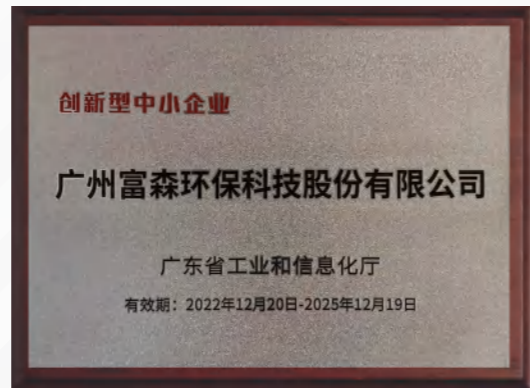 创新型中小企业
广州富森环保科技股份有限公司
广东省工业和信息化厅
有效期：2022年12月20日-2025年12月19日